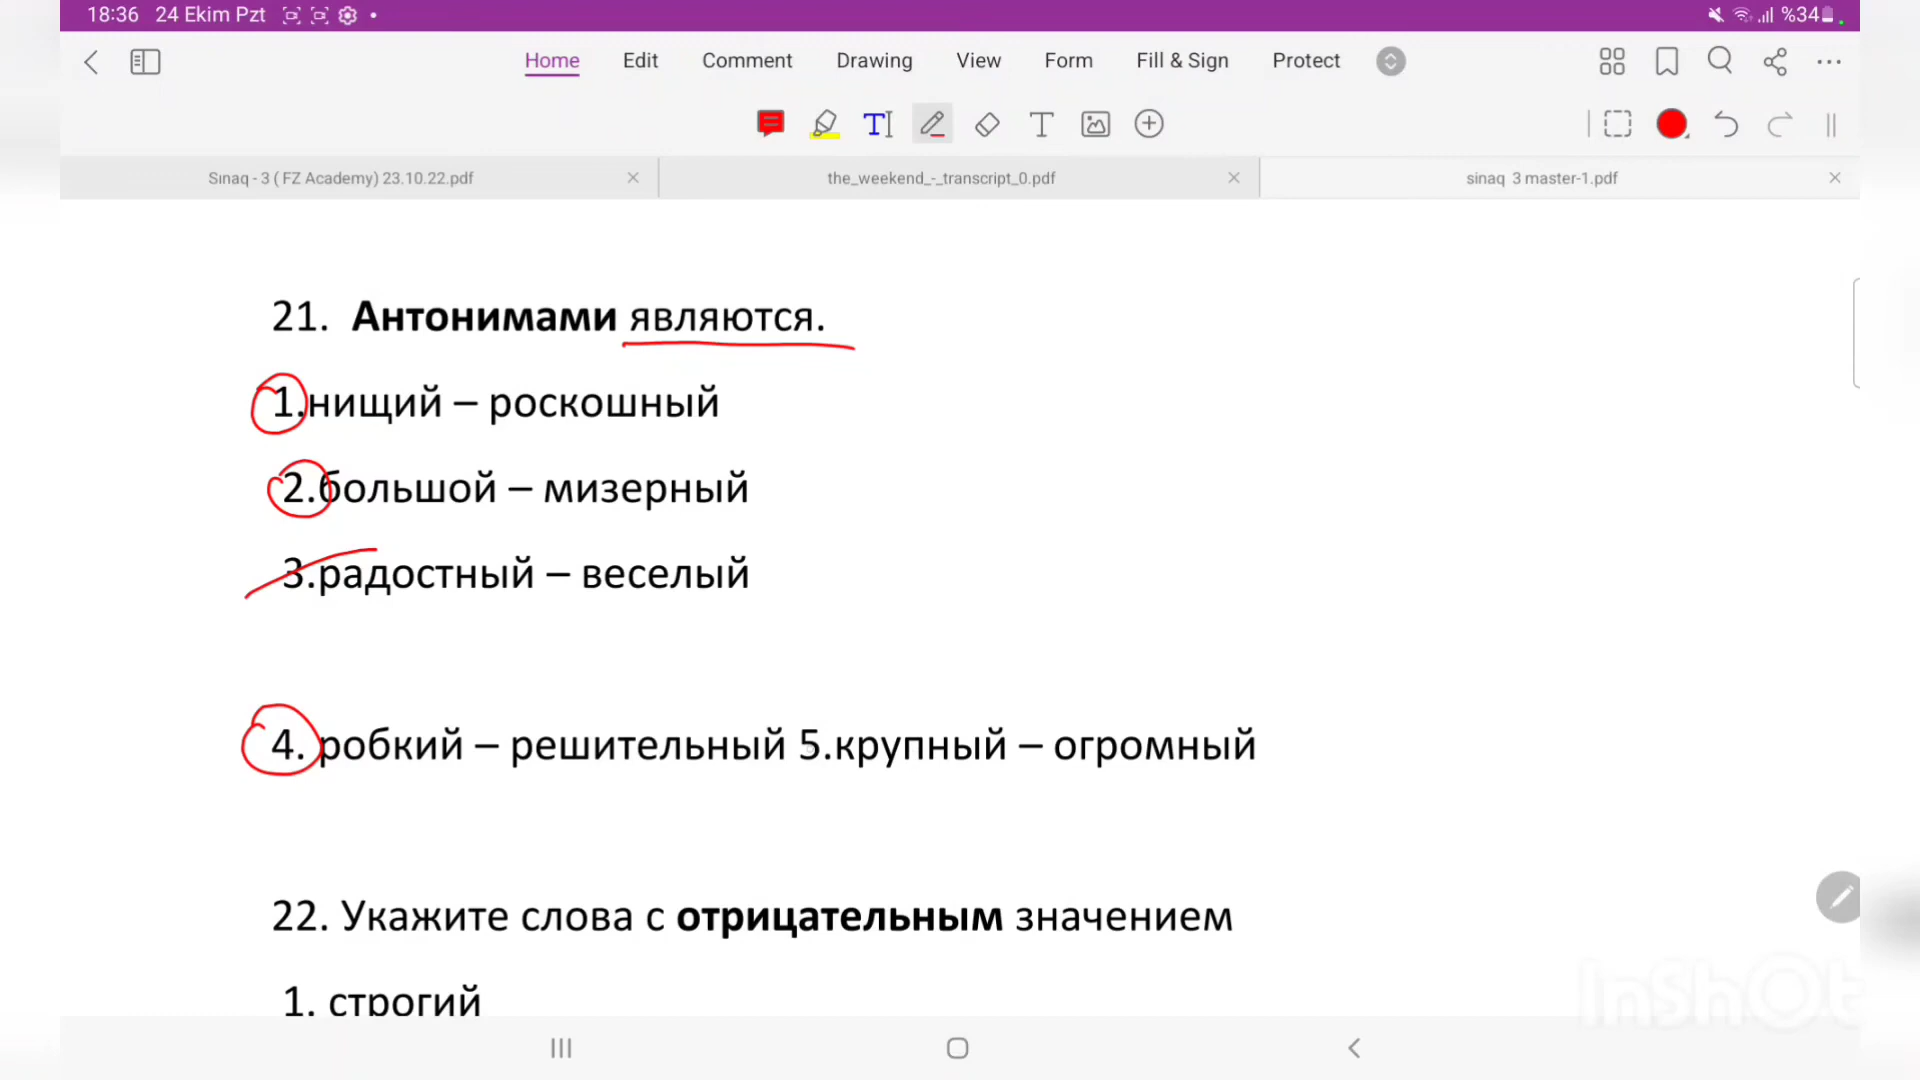 18:36 24 Ekim Pzt %34
Home Edit Comment Drawing View Form Fill & Sign Protect
Sınaq - 3 ( FZ Academy) 23.10.22.pdf the_weekend_-_transcript_0.pdf sinaq 3 master-1.pdf
21. Антонимами являются.
1.нищий – роскошный
2.большой – мизерный
3.радостный – веселый
4. робкий – решительный 5.крупный – огромный
22. Укажите слова с отрицательным значением
1. строгий
InShOt